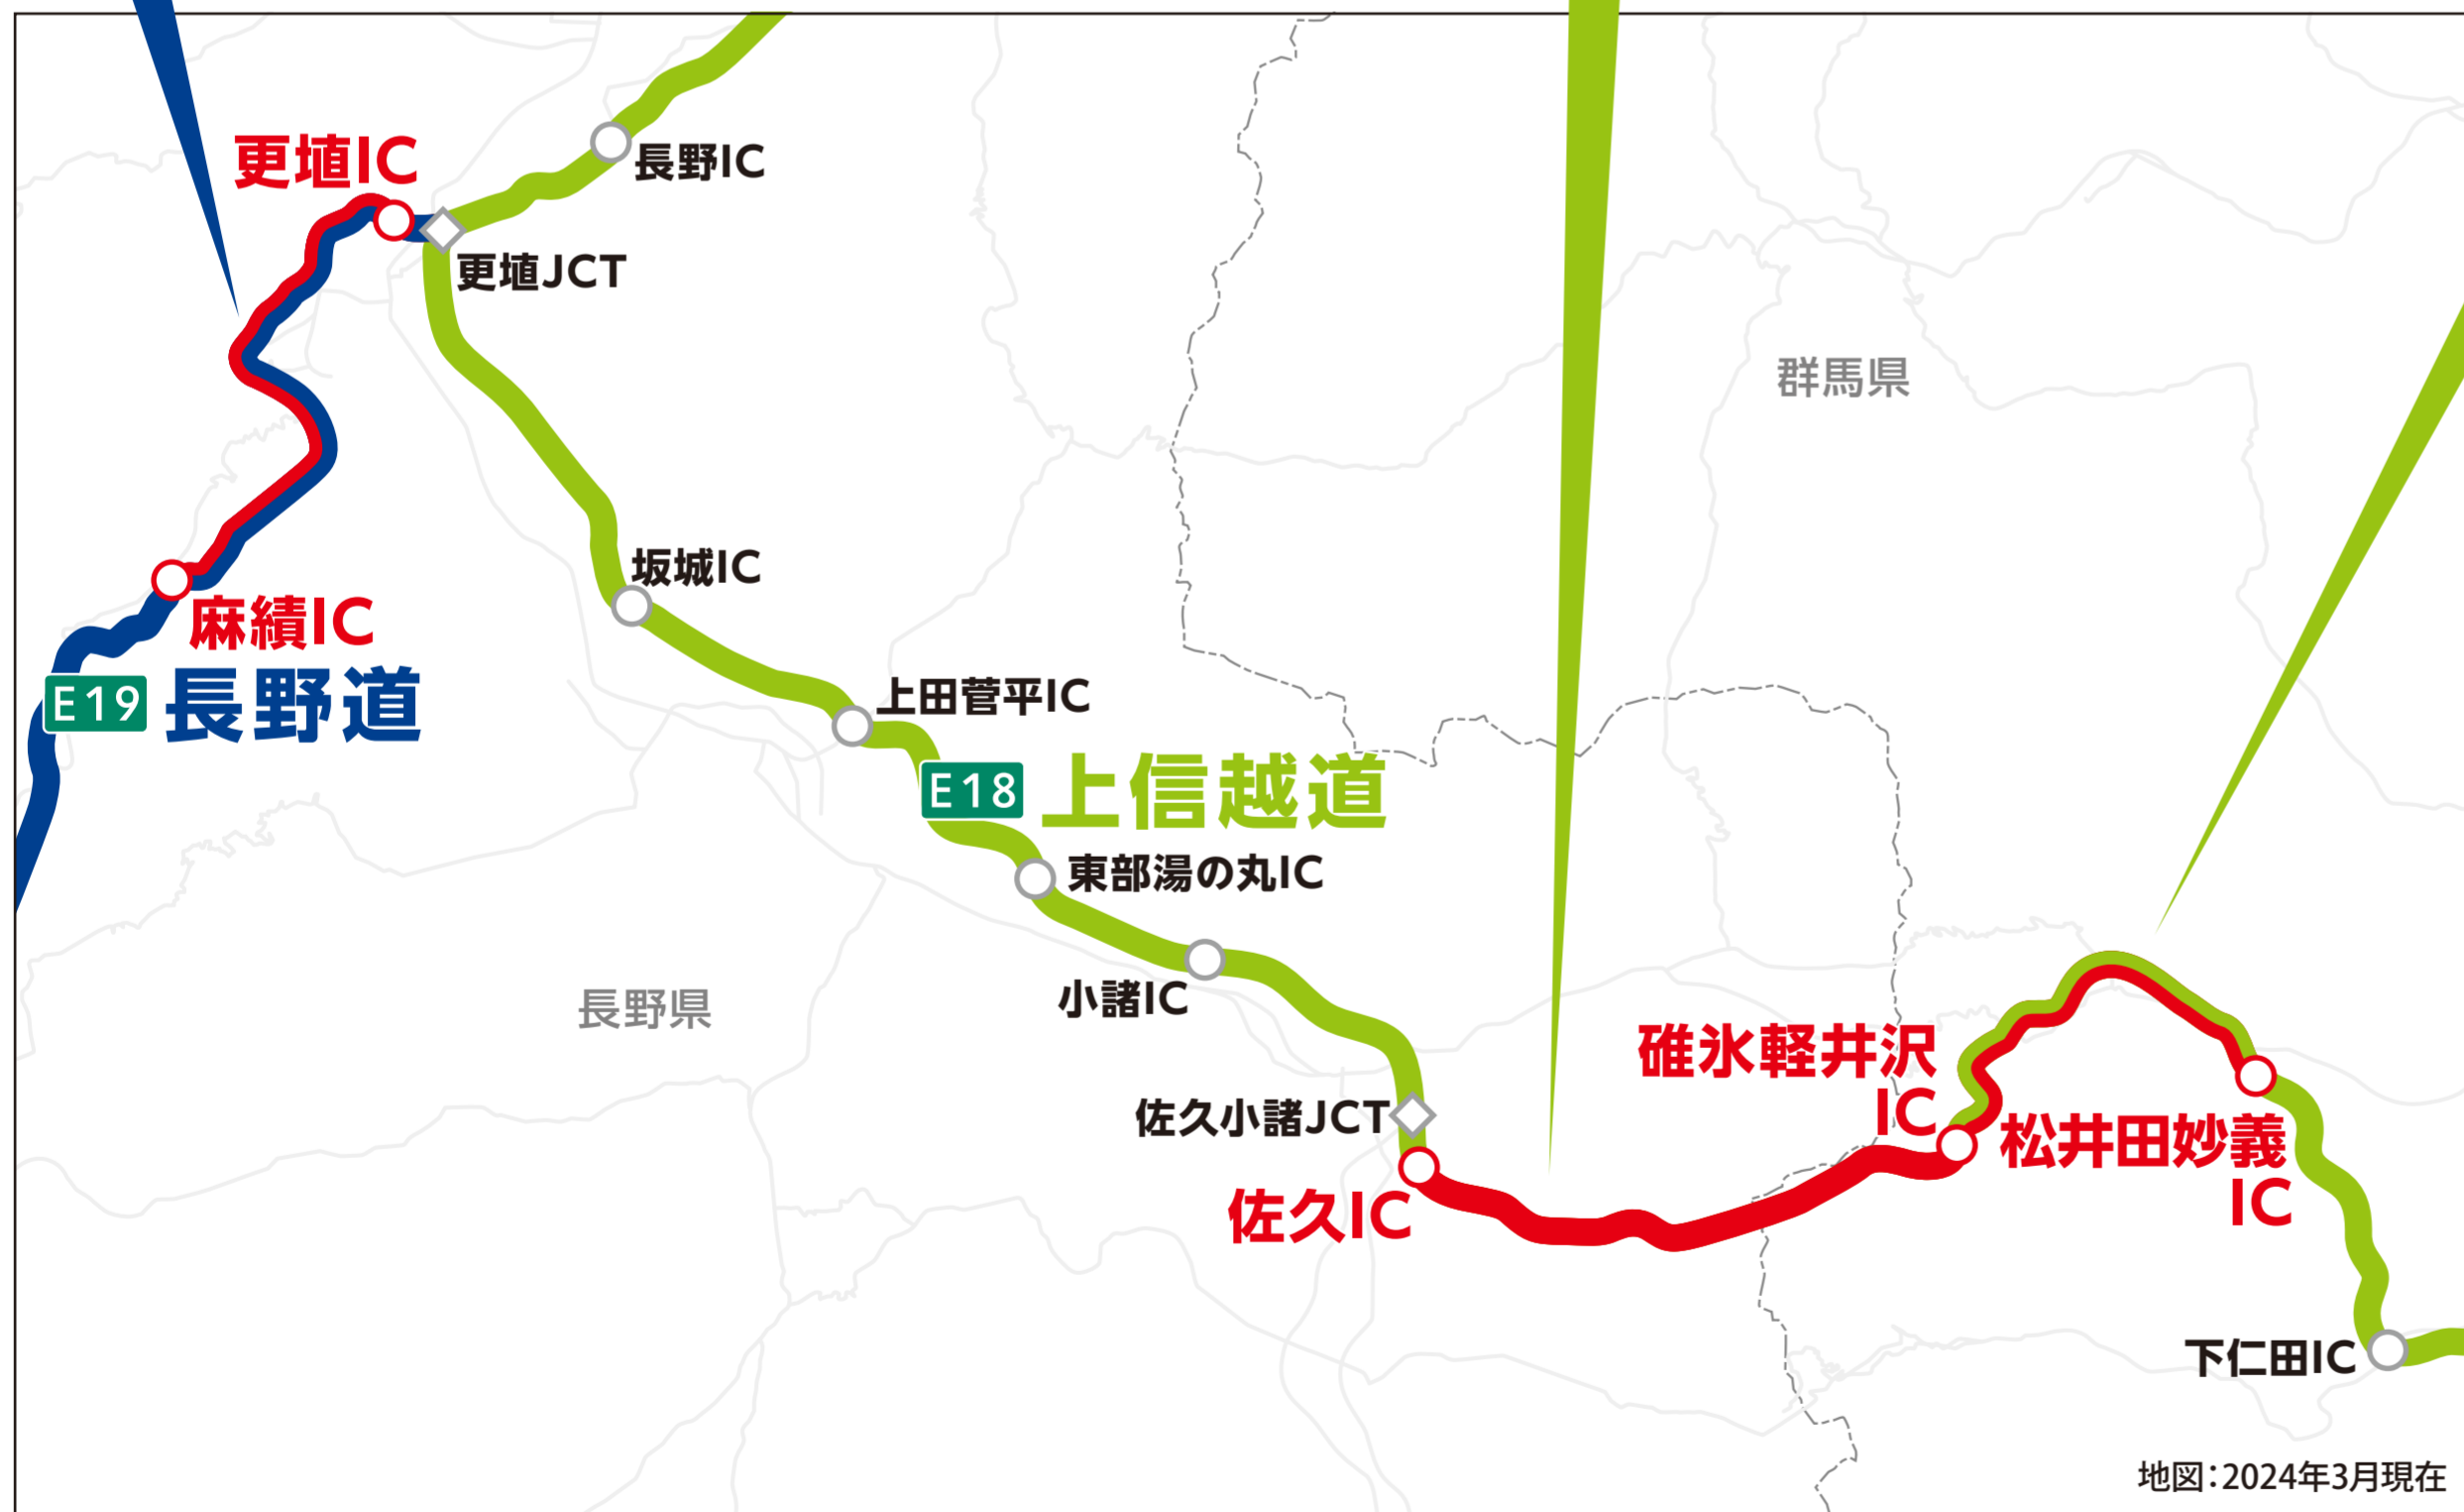 更埴IC
長野IC
更埴JCT
群馬県
坂城IC
麻績IC
E19
長野道
上田菅平IC
E18
上信越道
東部湯の丸IC
小諸IC
長野県
碓氷軽井沢
IC
佐久小諸JCT
松井田妙義
IC
佐久IC
下仁田IC
地図：2024年3月現在